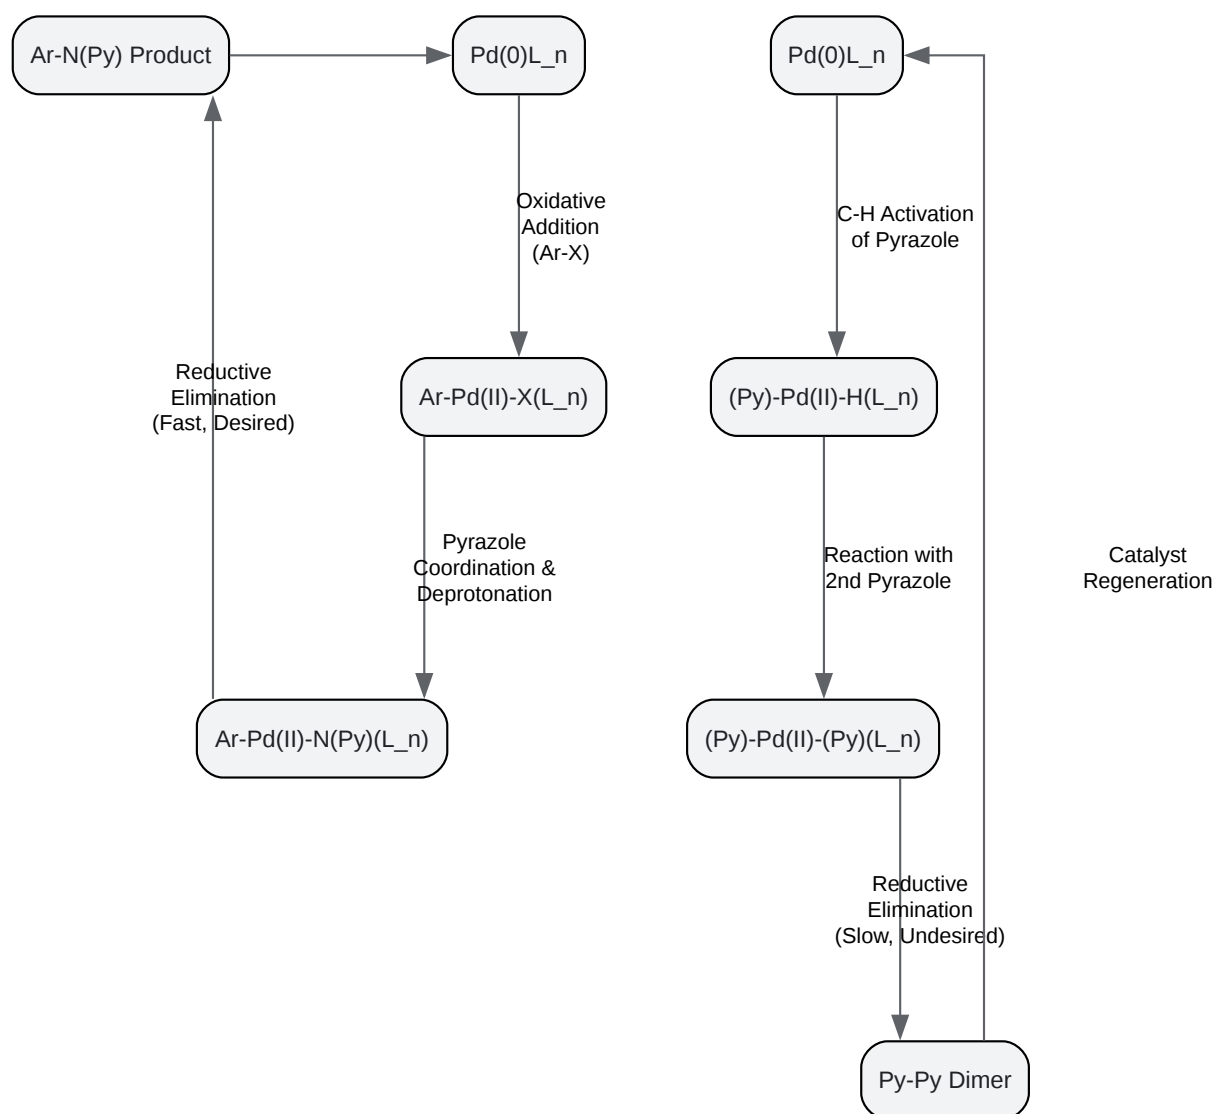 Ar-N(Py) Product
Pd(0)L_n
Pd(0)L_n
Oxidative
Addition
(Ar-X)
C-H Activation
of Pyrazole
Reductive
Elimination
(Fast, Desired)
Ar-Pd(II)-X(L_n)
(Py)-Pd(II)-H(L_n)
Pyrazole
Coordination &
Deprotonation
Reaction with
2nd Pyrazole
Catalyst
Regeneration
Ar-Pd(II)-N(Py)(L_n)
(Py)-Pd(II)-(Py)(L_n)
Reductive
Elimination
(Slow, Undesired)
Py-Py Dimer